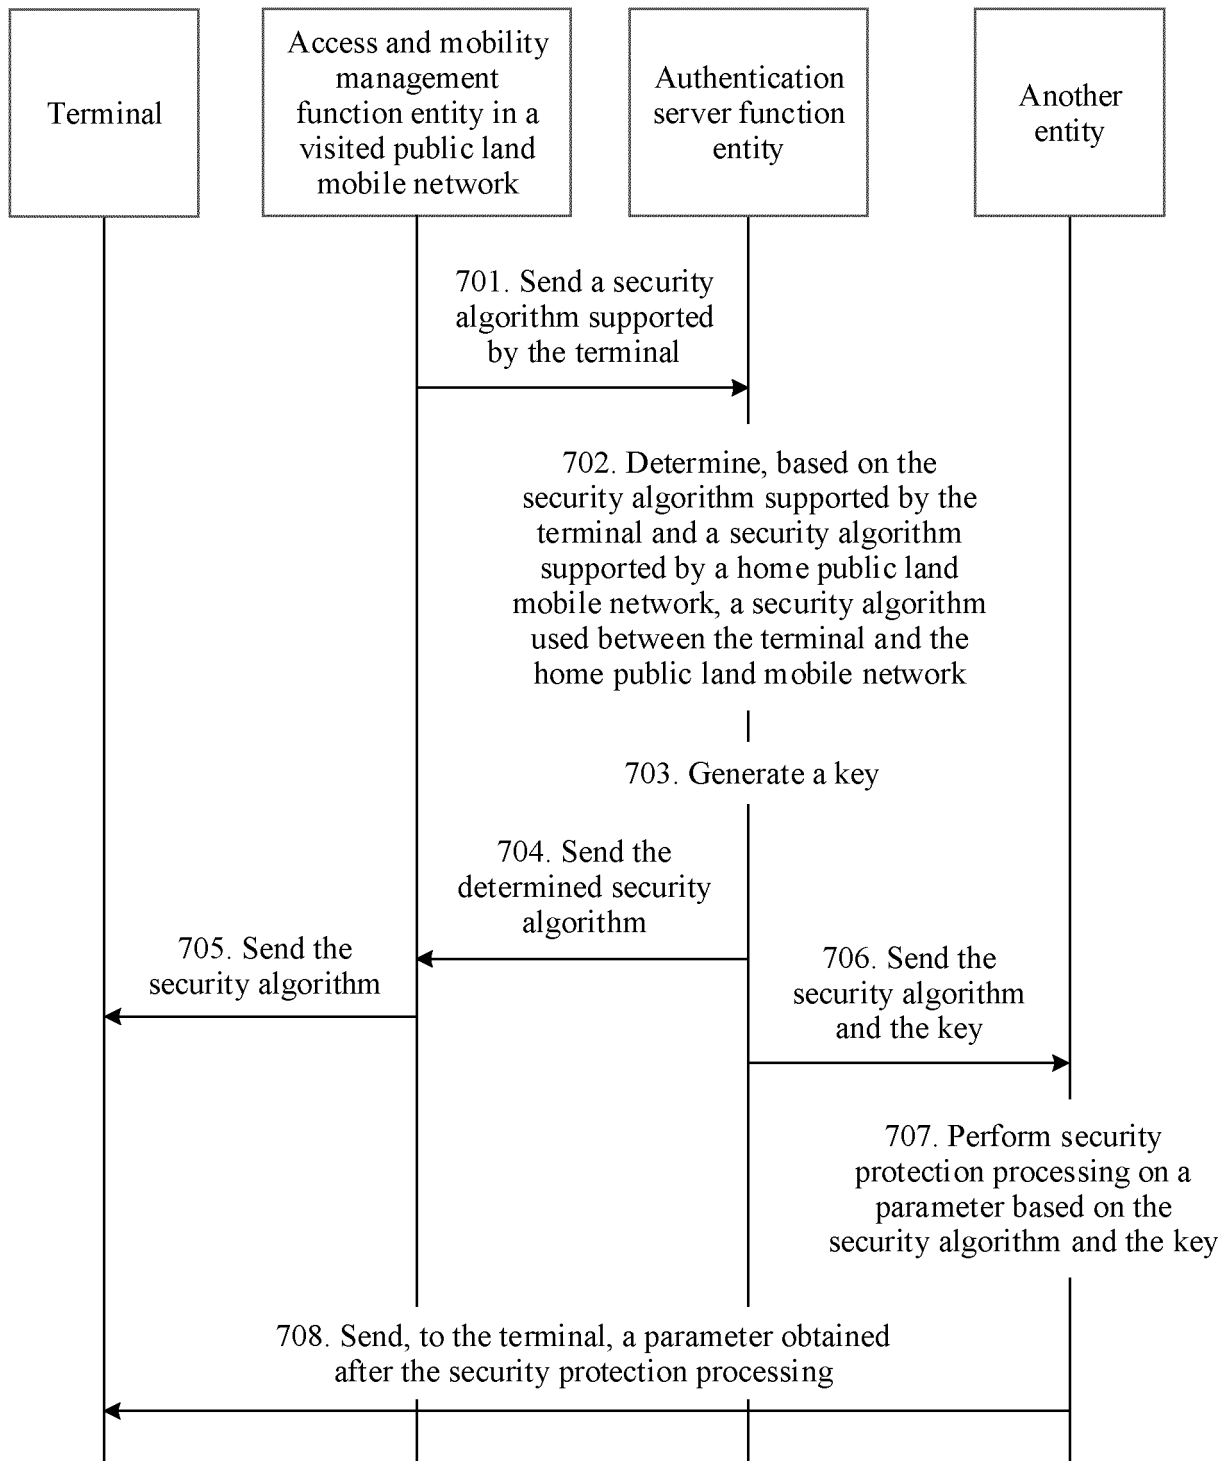 Terminal
Access and mobility
management
function entity in a
visited public land
mobile network
Authentication
server function
entity
Another
entity
701. Send a security
algorithm supported
by the terminal
702. Determine, based on the
security algorithm supported by the
terminal and a security algorithm
supported by a home public land
mobile network, a security algorithm
used between the terminal and the
home public land mobile network
703. Generate a key
704. Send the
determined security
algorithm
705. Send the
security algorithm
706. Send the
security algorithm
and the key
707. Perform security
protection processing on a
parameter based on the
security algorithm and the key
708. Send, to the terminal, a parameter obtained
after the security protection processing